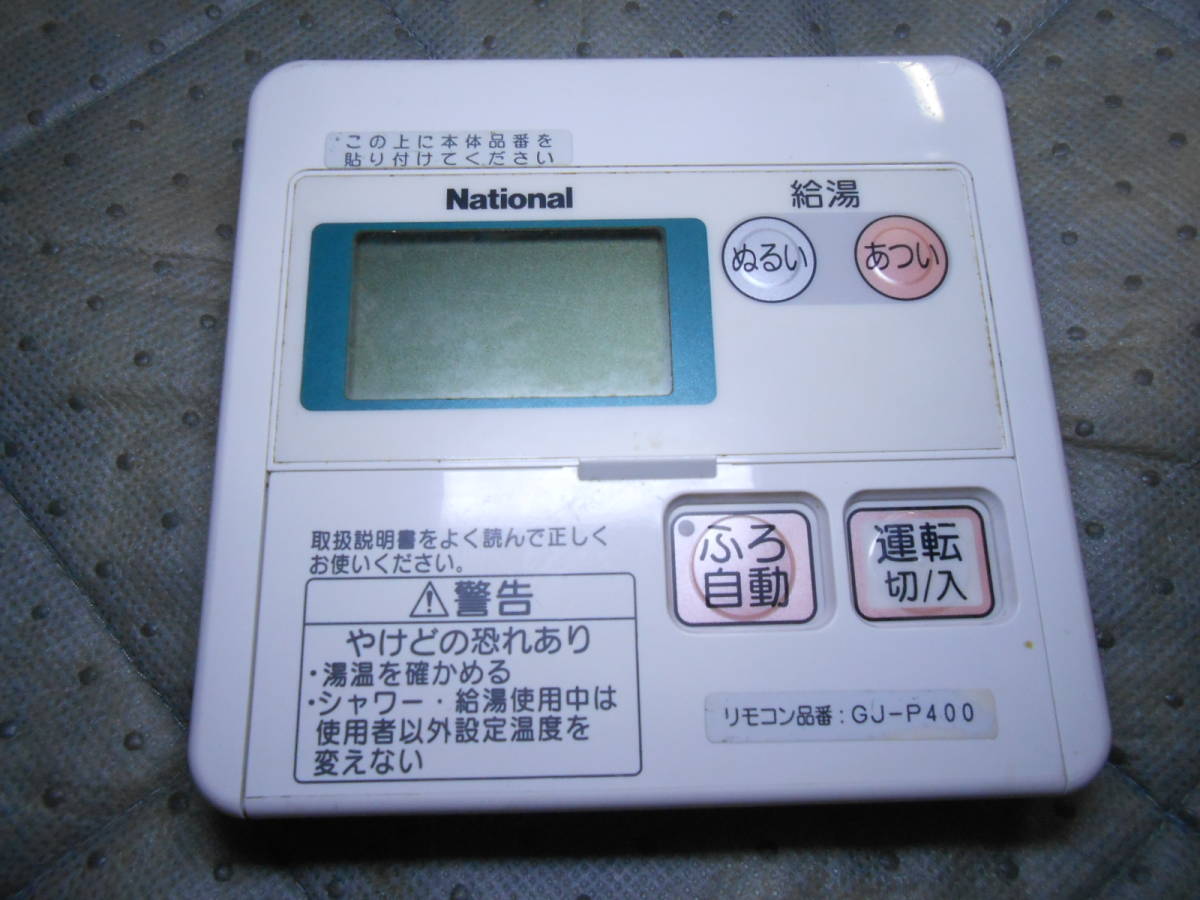 ・この上に本体品番を
貼り付けてください
National
給湯
ぬるい
あつい
ふろ
自動
運転
切/入
取扱説明書をよく読んで正しく
お使いください。
警告
やけどの恐れあり
・湯温を確かめる
・シャワー・給湯使用中は
使用者以外設定温度を
変えない
リモコン品番:GJ-P400